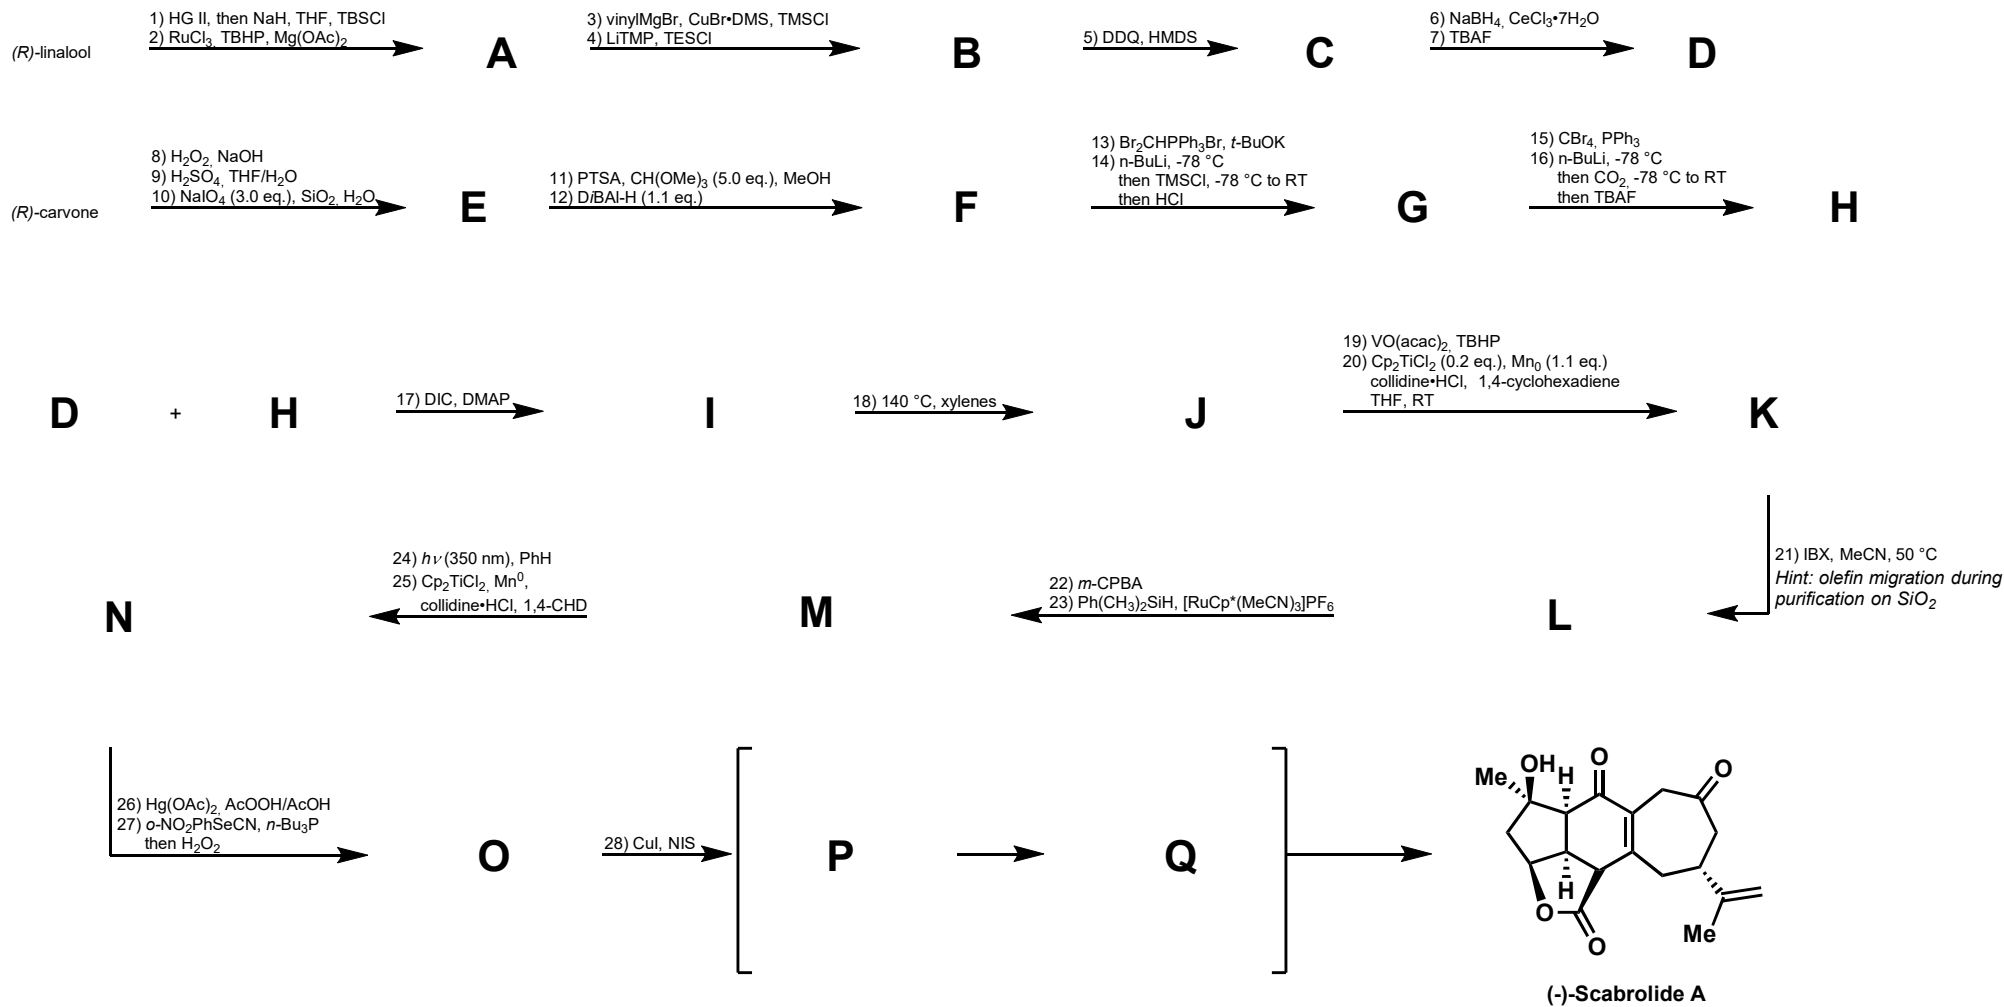 (R)-linalool
1) HG II, then NaH, THF, TBSCl
2) RuCl3, TBHP, Mg(OAc)2
A
3) vinylMgBr, CuBr•DMS, TMSCl
4) LiTMP, TESCl
B
5) DDQ, HMDS
C
6) NaBH4, CeCl3•7H2O
7) TBAF
D
(R)-carvone
8) H2O2, NaOH
9) H2SO4, THF/H2O
10) NaIO4 (3.0 eq.), SiO2, H2O
E
11) PTSA, CH(OMe)3 (5.0 eq.), MeOH
12) DiBAl-H (1.1 eq.)
F
13) Br2CHPPh3Br, t-BuOK
14) n-BuLi, -78 °C
then TMSCl, -78 °C to RT
then HCl
G
15) CBr4, PPh3
16) n-BuLi, -78 °C
then CO2, -78 °C to RT
then TBAF
H
D
+
H
17) DIC, DMAP
I
18) 140 °C, xylenes
J
19) VO(acac)2, TBHP
20) Cp2TiCl2 (0.2 eq.), Mn0 (1.1 eq.)
collidine•HCl, 1,4-cyclohexadiene
THF, RT
K
21) IBX, MeCN, 50 °C
Hint: olefin migration during
purification on SiO2
L
22) m-CPBA
23) Ph(CH3)2SiH, [RuCp*(MeCN)3]PF6
M
24) hν (350 nm), PhH
25) Cp2TiCl2, Mn0,
collidine•HCl, 1,4-CHD
N
26) Hg(OAc)2, AcOOH/AcOH
27) o-NO2PhSeCN, n-Bu3P
then H2O2
O
28) CuI, NIS
P
Q
Me
OH
H
O
O
H
O
O
Me
(-)-Scabrolide A